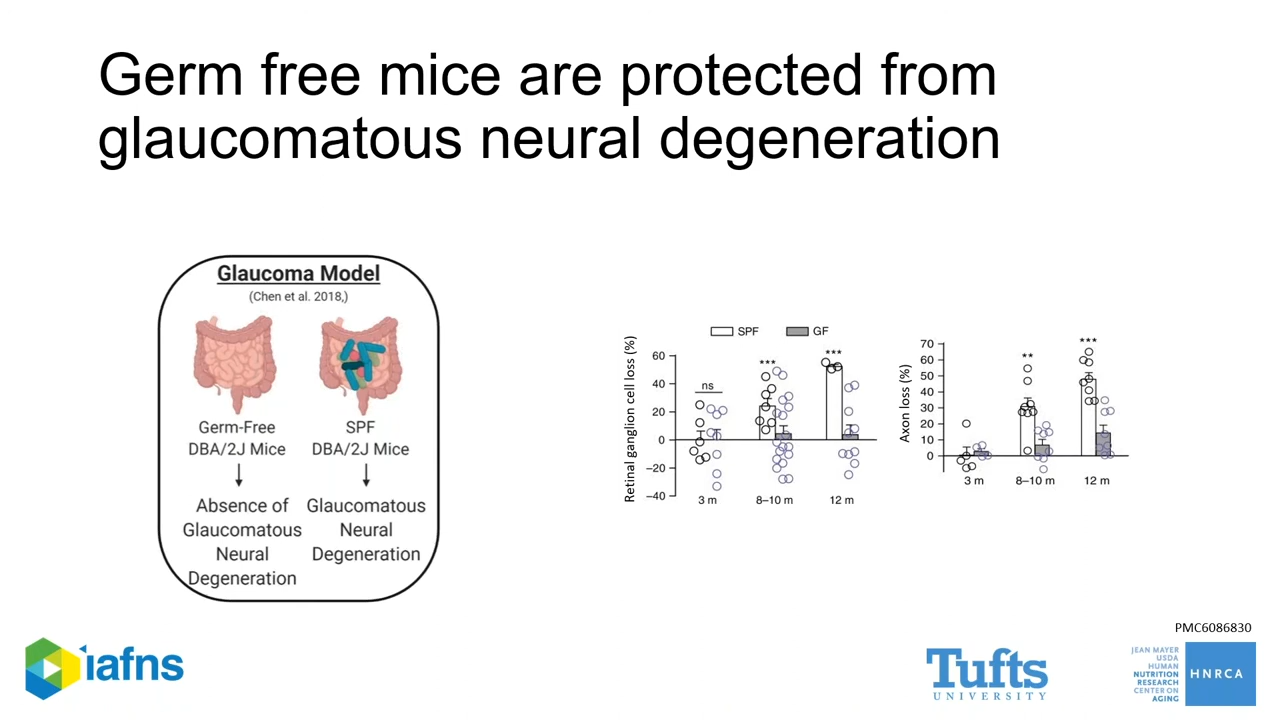 Germ free mice are protected from
glaucomatous neural degeneration
Glaucoma Model
(Chen et al. 2018,)
Germ-Free
DBA/2J Mice
Absence of
Glaucomatous
Neural
Degeneration
SPF
DBA/2J Mice
Glaucomatous
Neural
Degeneration
SPF GF
Retinal ganglion cell loss (%)
60
40
20
0
−20
−40
ns
***
***
3 m 8–10 m 12 m
Axon loss (%)
70
60
50
40
30
20
10
0
**
***
3 m 8–10 m 12 m
PMC6086830
iafns
Tufts
UNIVERSITY
JEAN MAYER
USDA
HUMAN
NUTRITION
RESEARCH
CENTER ON
AGING
HNRCA